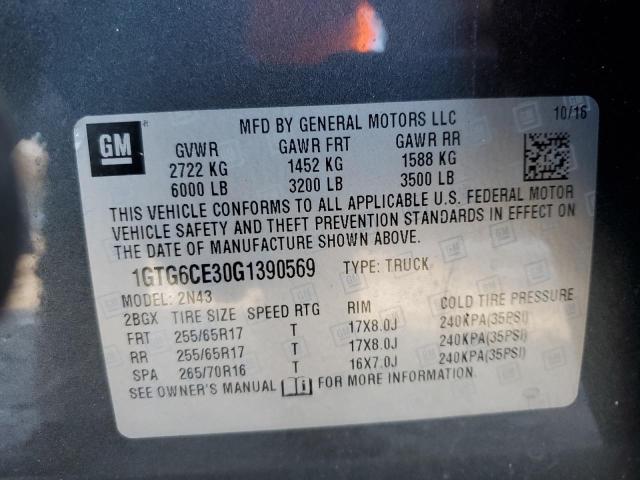 GM
MFD BY GENERAL MOTORS LLC
10/16
GVWR GAWR FRT GAWR RR
2722 KG 1452 KG 1588 KG
6000 LB 3200 LB 3500 LB
THIS VEHICLE CONFORMS TO ALL APPLICABLE U.S. FEDERAL MOTOR
VEHICLE SAFETY AND THEFT PREVENTION STANDARDS IN EFFECT ON
THE DATE OF MANUFACTURE SHOWN ABOVE.
1GTG6CE30G1390569 TYPE: TRUCK
MODEL: 2N43
2BGX TIRE SIZE SPEED RTG RIM COLD TIRE PRESSURE
FRT 255/65R17 T 17X8.0J 240KPA(35PSI)
RR 255/65R17 T 17X8.0J 240KPA(35PSI)
SPA 265/70R16 T 16X7.0J 240KPA(35PSI)
SEE OWNER'S MANUAL FOR MORE INFORMATION